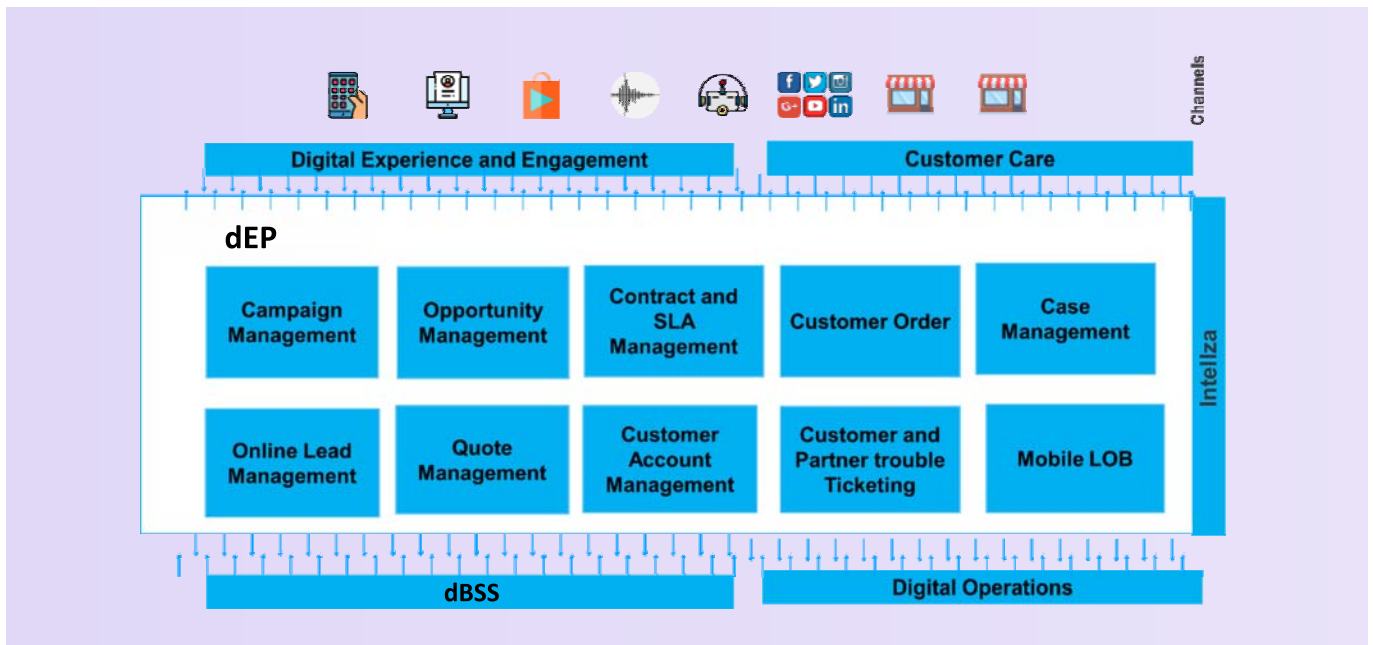 Channels
f
G+
in
Digital Experience and Engagement
Customer Care
dEP
Campaign
Management
Opportunity
Management
Contract and
SLA
Management
Customer Order
Case
Management
Online Lead
Management
Quote
Management
Customer
Account
Management
Customer and
Partner trouble
Ticketing
Mobile LOB
Intellza
dBSS
Digital Operations